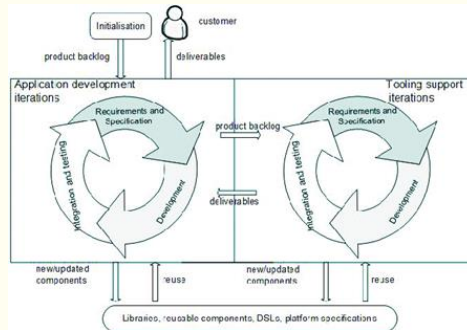 Initialisation
customer
product backlog
deliverables
Application development
iterations
Tooling support
iterations
Requirements and
Specification
Development
Integration and testing
product backlog
deliverables
Requirements and
Specification
Development
Integration and testing
new/updated
components
reuse
new/updated
components
reuse
Libraries, reusable components, DSLs, platform specifications